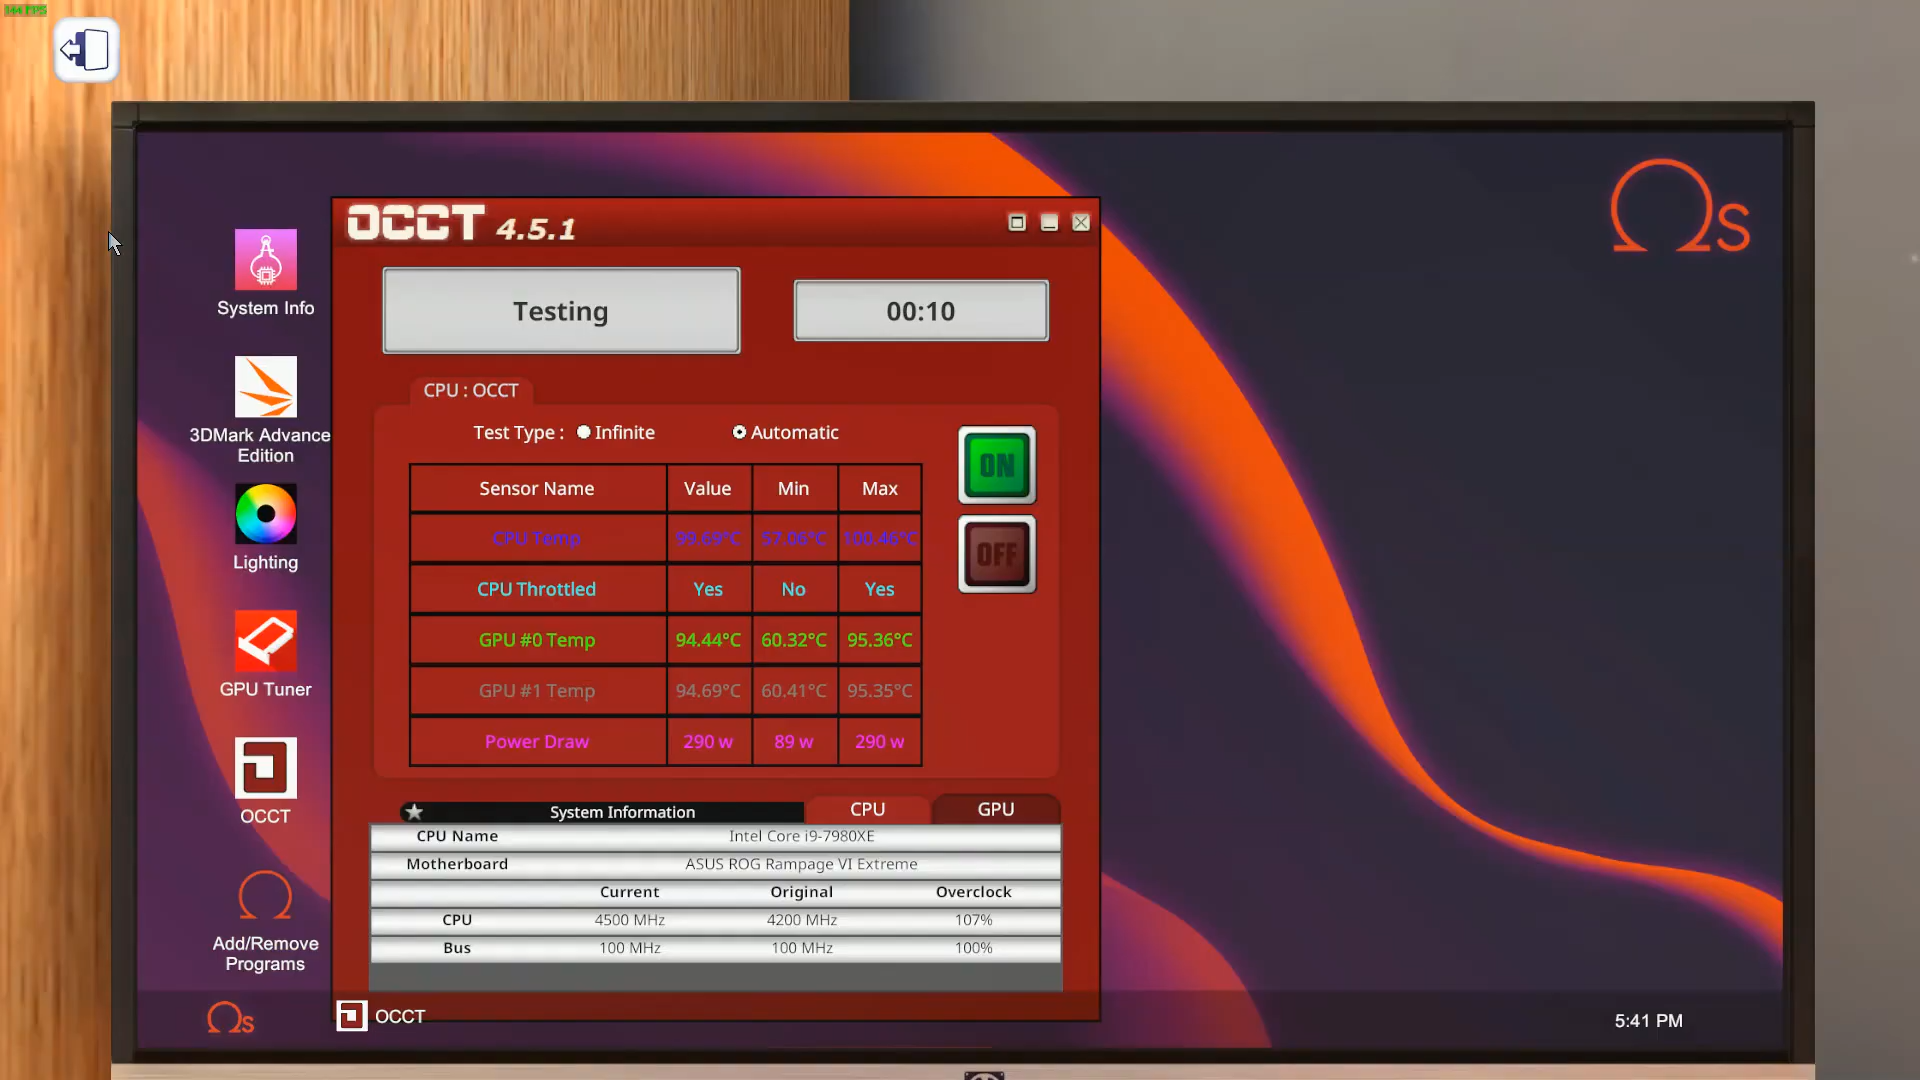 144 FPS
Ωs
OCCT 4.5.1
Testing
00:10
CPU : OCCT
Test Type : Infinite Automatic
Sensor Name Value Min Max
CPU Temp 99.69°C 57.06°C 100.46°C
CPU Throttled Yes No Yes
GPU #0 Temp 94.44°C 60.32°C 95.36°C
GPU #1 Temp 94.69°C 60.41°C 95.35°C
Power Draw 290 w 89 w 290 w
ON
OFF
System Information CPU GPU
CPU Name Intel Core i9-7980XE
Motherboard ASUS ROG Rampage VI Extreme
Current Original Overclock
CPU 4500 MHz 4200 MHz 107%
Bus 100 MHz 100 MHz 100%
System Info
3DMark Advance
Edition
Lighting
GPU Tuner
OCCT
Add/Remove
Programs
Ωs
OCCT
5:41 PM